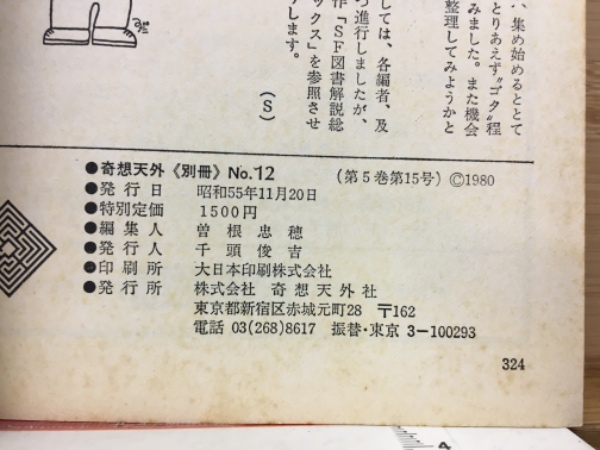 、集め始めるととて
とりあえず〝ゴタ〟程
みました。また機会
整理してみようかと
しては、各編者、及
つ進行しましたが、
作「SF図書解説総
ックス」を参照させ
します。
(S)
●奇想天外《別冊》No.12 (第5巻第15号) ©1980
●発行日 昭和55年11月20日
●特別定価 1500円
●編集人 曽根忠穂
●発行人 千頭俊吉
●印刷所 大日本印刷株式会社
●発行所 株式会社 奇想天外社
東京都新宿区赤城元町28 〒162
電話 03(268)8617 振替・東京 3-100293
324
4